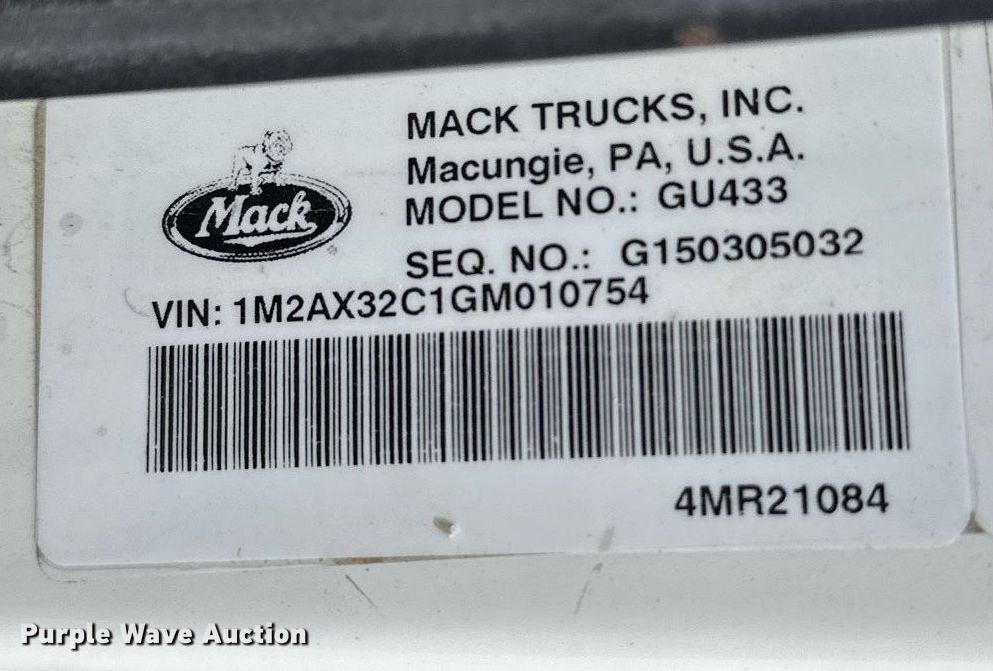 MACK TRUCKS, INC.
Macungie, PA, U.S.A.
Mack
MODEL NO.: GU433
SEQ. NO.: G150305032
VIN: 1M2AX32C1GM010754
4MR21084
Purple Wave Auction